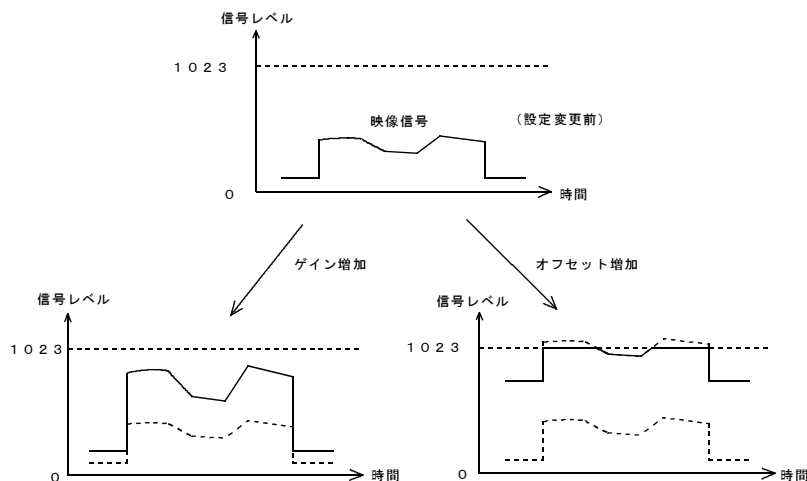 信号レベル
１０２３
映像信号
（設定変更前）
０
時間
ゲイン増加
オフセット増加
信号レベル
１０２３
０
時間
信号レベル
１０２３
０
時間